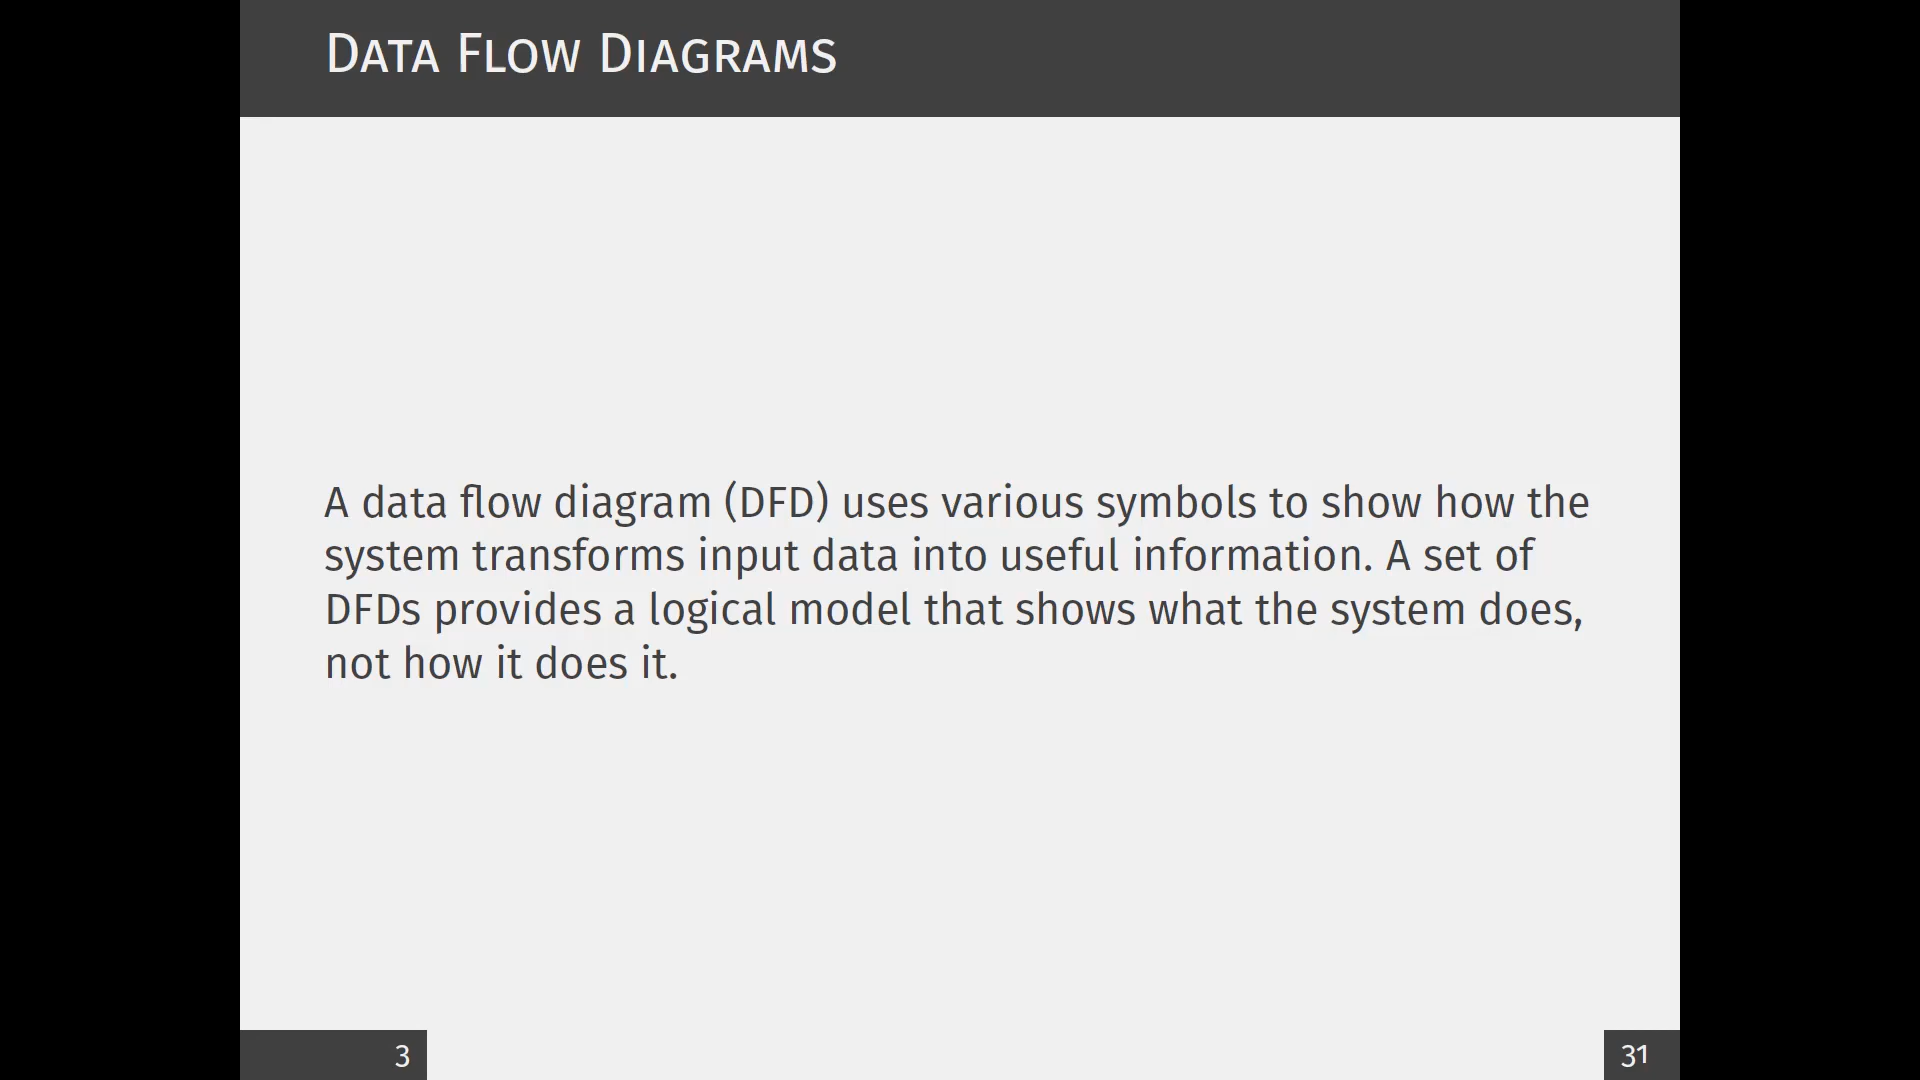 Data Flow Diagrams
A data flow diagram (DFD) uses various symbols to show how the
system transforms input data into useful information. A set of
DFDs provides a logical model that shows what the system does,
not how it does it.
3
31